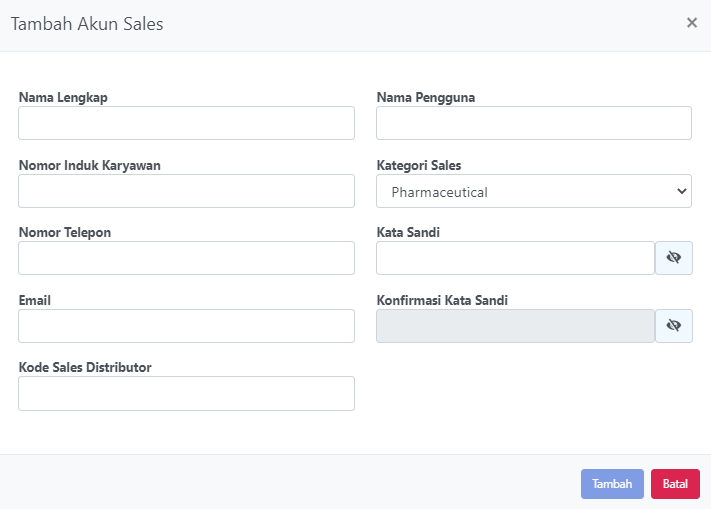 Tambah Akun Sales
×
Nama Lengkap
Nama Pengguna
Nomor Induk Karyawan
Kategori Sales
Pharmaceutical
Nomor Telepon
Kata Sandi
Email
Konfirmasi Kata Sandi
Kode Sales Distributor
Tambah
Batal